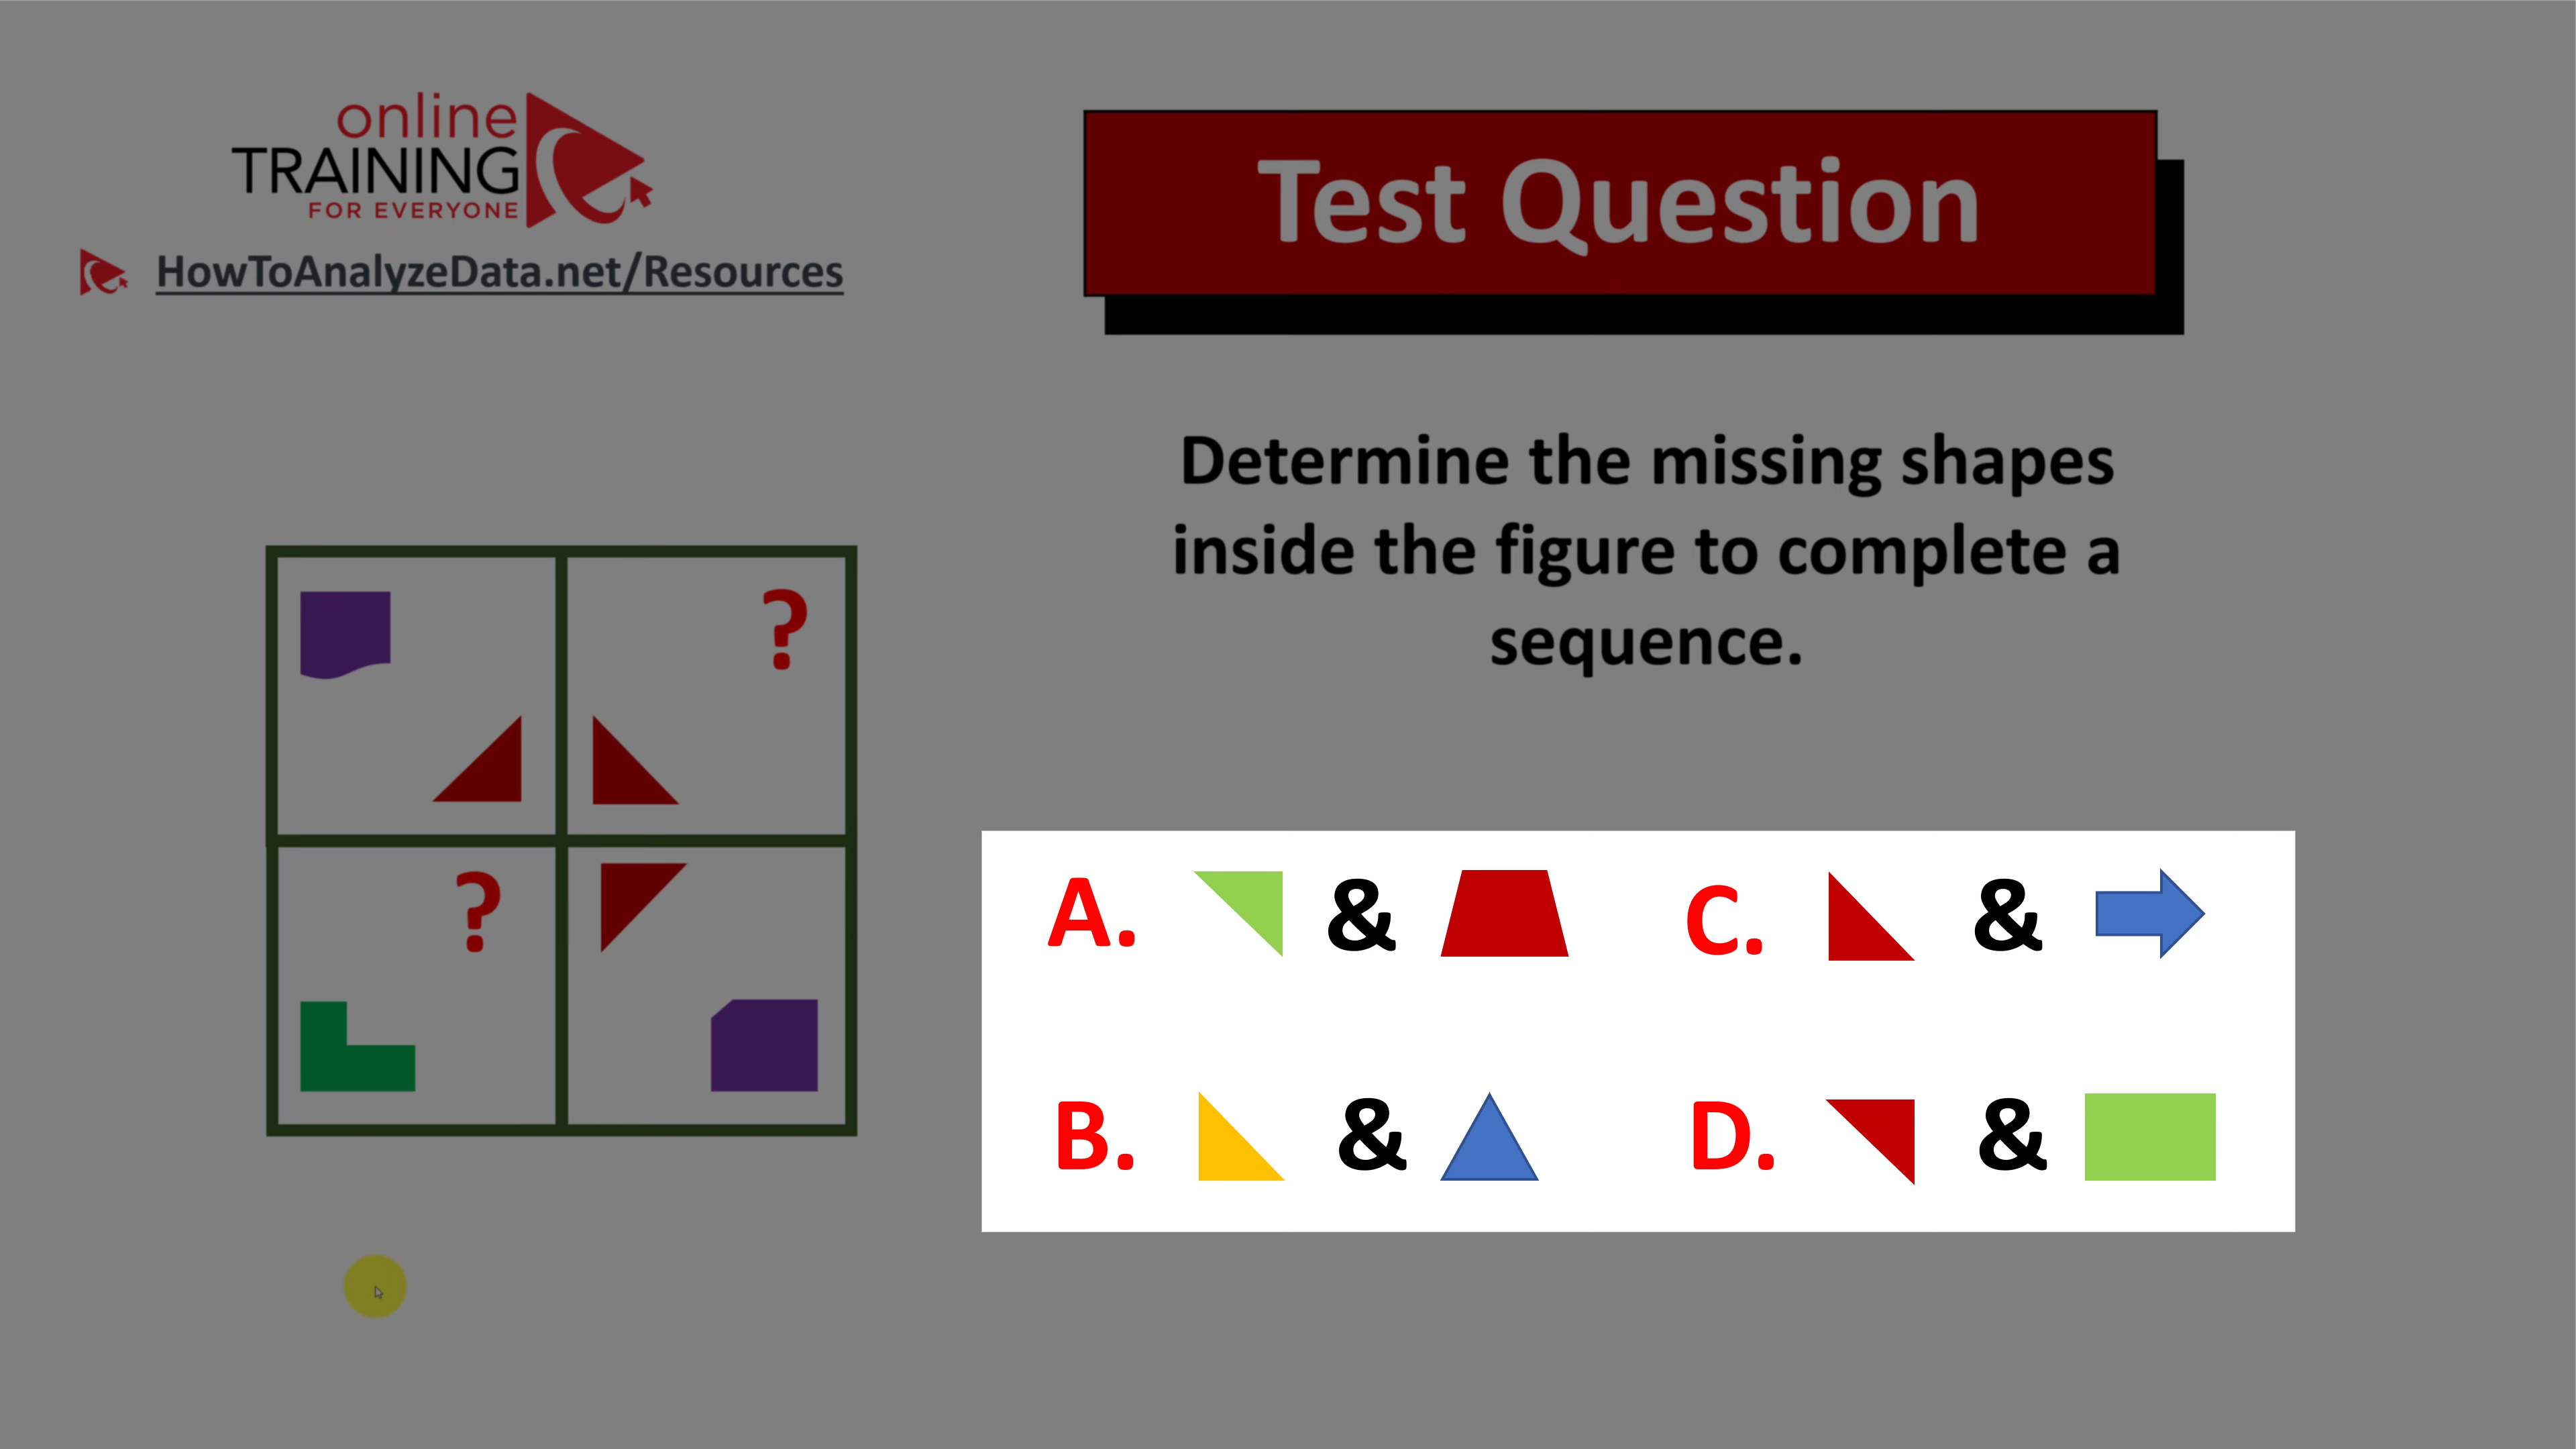 online
TRAINING
FOR EVERYONE
HowToAnalyzeData.net/Resources
Test Question
Determine the missing shapes
inside the figure to complete a
sequence.
?
?
A. & C. &
B. & D. &